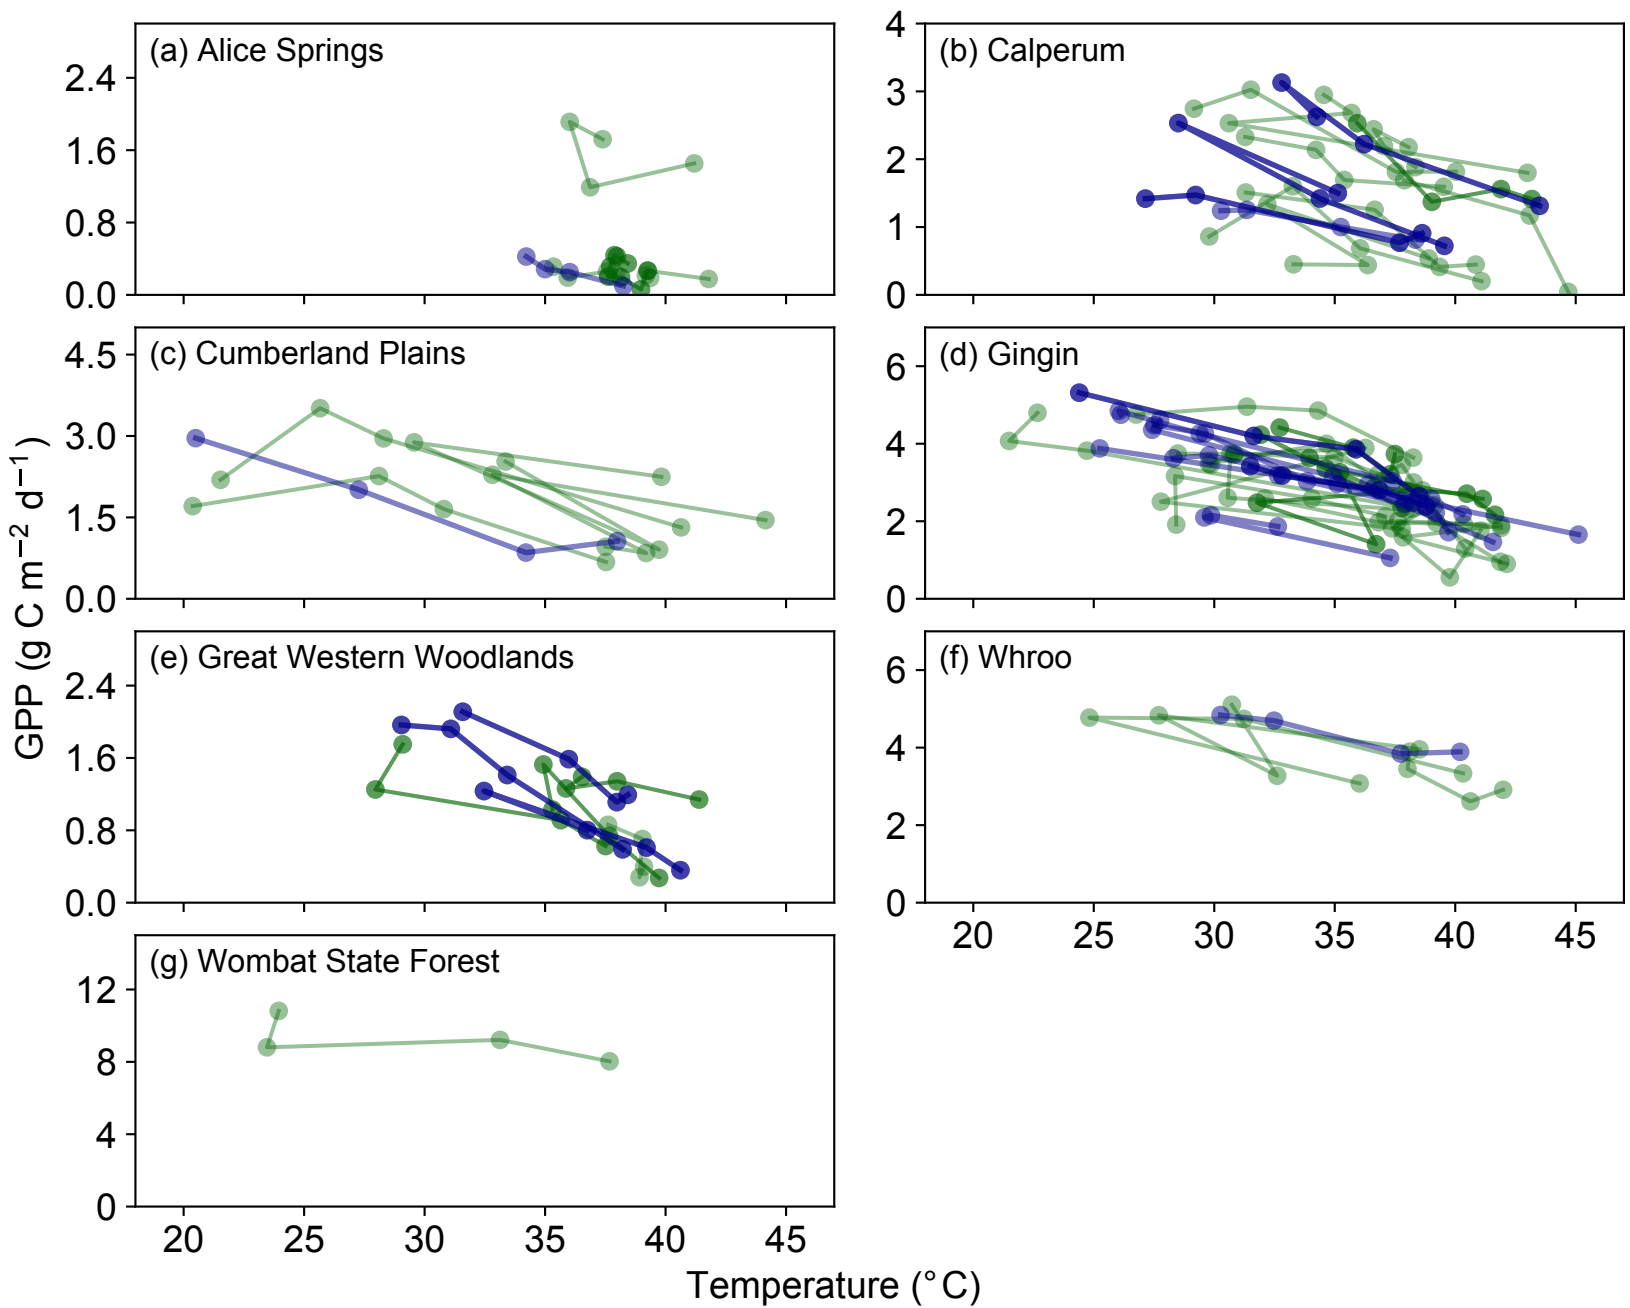 (a) Alice Springs
2.4
1.6
0.8
0.0
(b) Calperum
4
3
2
1
0
(c) Cumberland Plains
4.5
3.0
1.5
0.0
(d) Gingin
6
4
2
0
(e) Great Western Woodlands
2.4
1.6
0.8
0.0
(f) Whroo
6
4
2
0
20 25 30 35 40 45
(g) Wombat State Forest
12
8
4
0
20 25 30 35 40 45
GPP (g C m⁻² d⁻¹)
Temperature (°C)